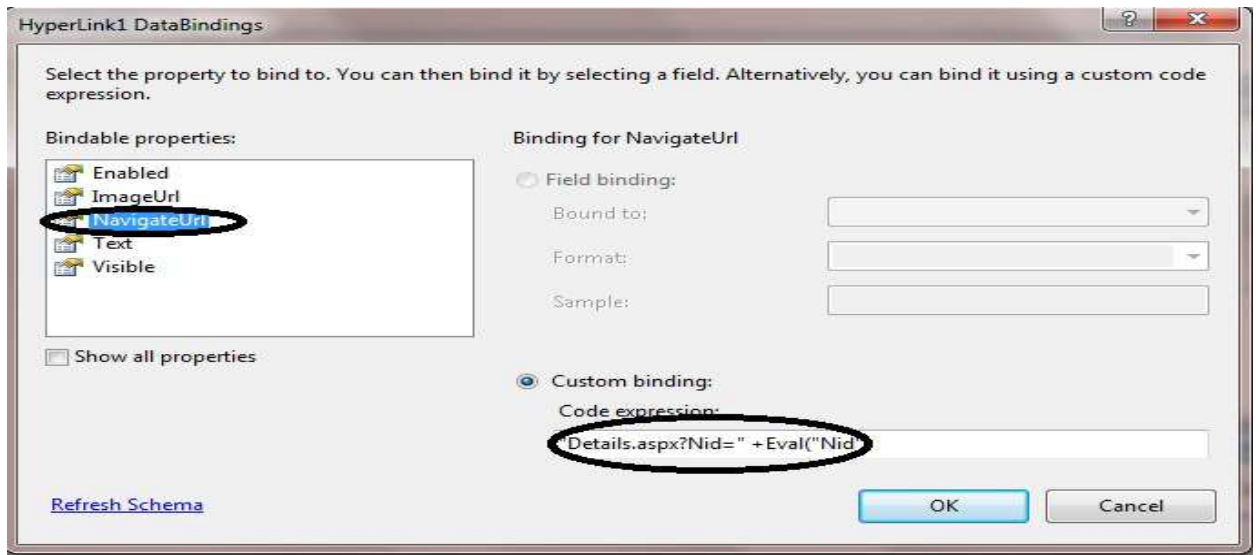 HyperLink1 DataBindings
Select the property to bind to. You can then bind it by selecting a field. Alternatively, you can bind it using a custom code
expression.
Bindable properties:
Enabled
ImageUrl
NavigateUrl
Text
Visible
Show all properties
Binding for NavigateUrl
Field binding:
Bound to:
Format:
Sample:
Custom binding:
Code expression:
"Details.aspx?Nid=" +Eval("Nid"
Refresh Schema
OK
Cancel